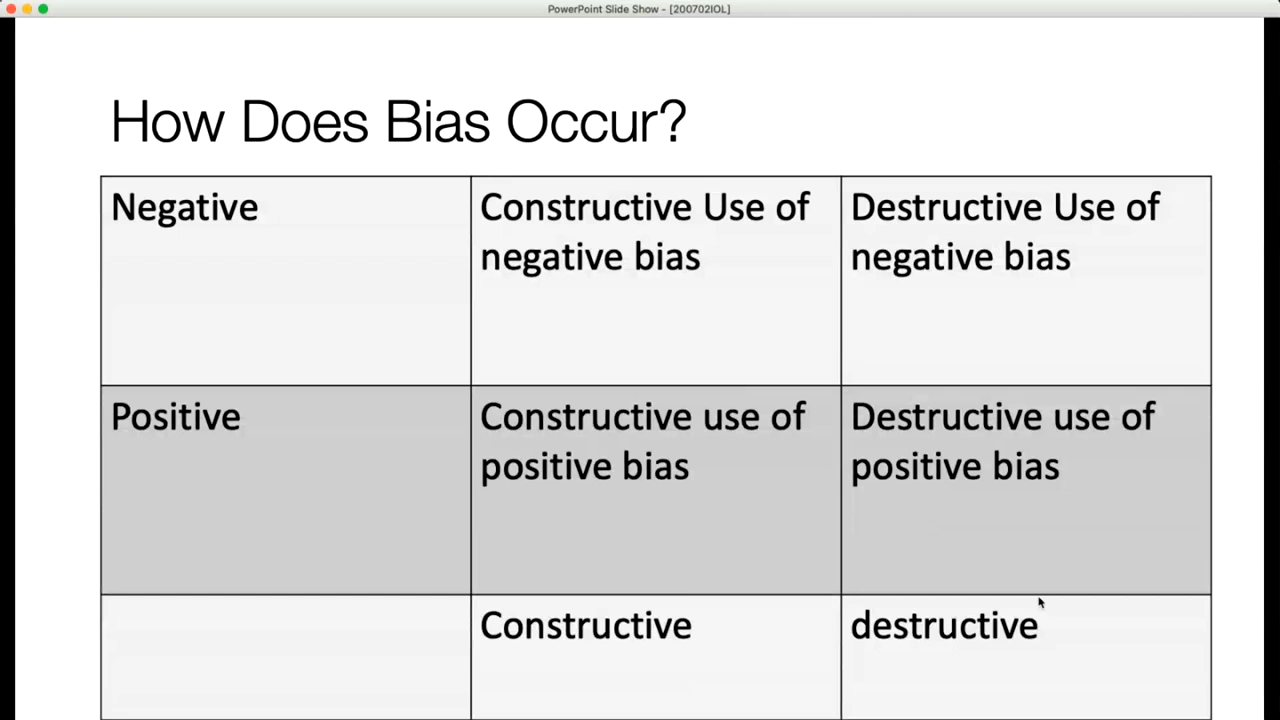 PowerPoint Slide Show - [200702IOL]
How Does Bias Occur?
Negative
Constructive Use of
negative bias
Destructive Use of
negative bias
Positive
Constructive use of
positive bias
Destructive use of
positive bias
Constructive
destructive